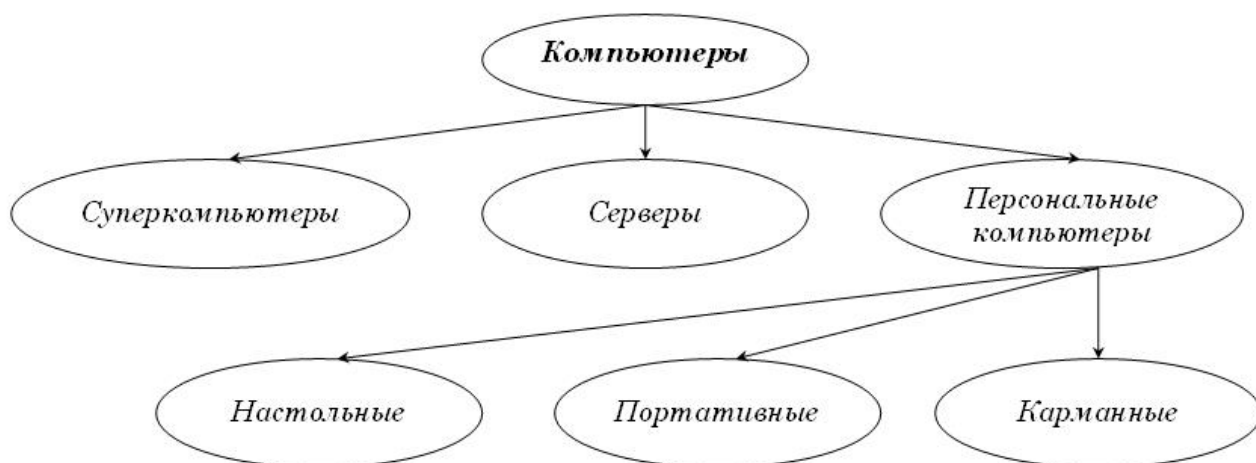 Компьютеры
Суперкомпьютеры
Серверы
Персональные
компьютеры
Настольные
Портативные
Карманные